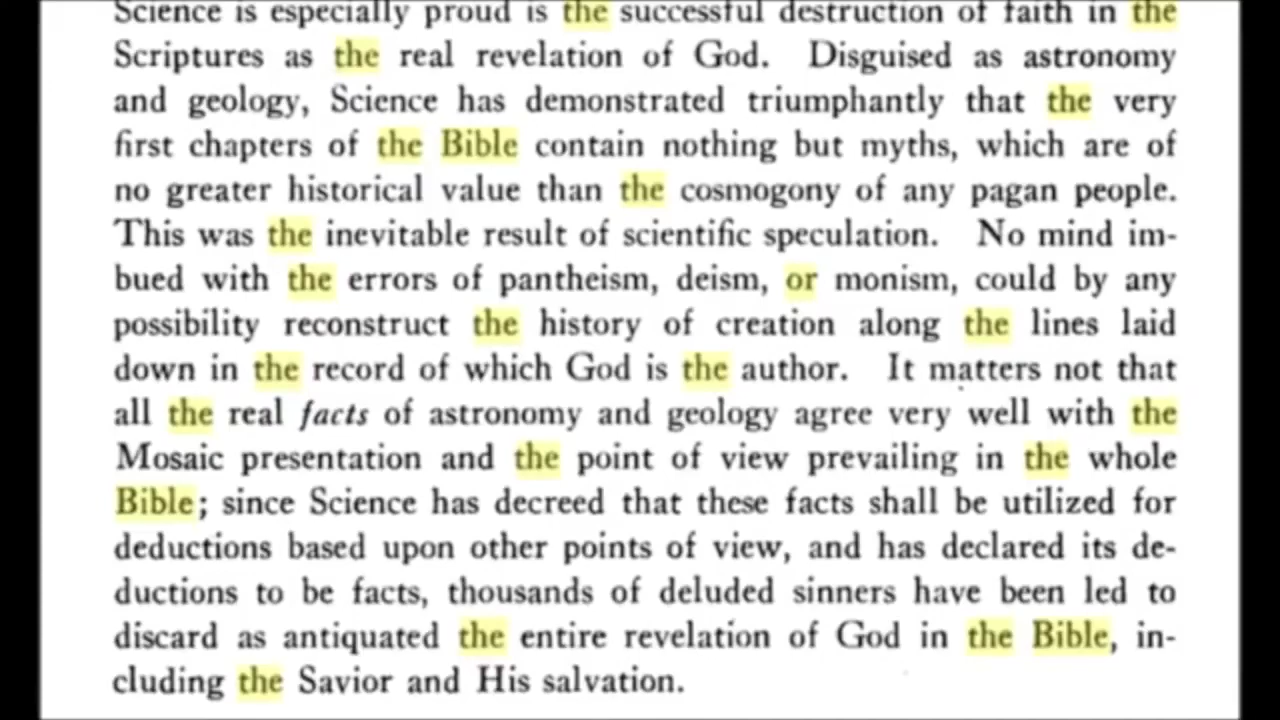 Science is especially proud is the successful destruction of faith in the
Scriptures as the real revelation of God. Disguised as astronomy
and geology, Science has demonstrated triumphantly that the very
first chapters of the Bible contain nothing but myths, which are of
no greater historical value than the cosmogony of any pagan people.
This was the inevitable result of scientific speculation. No mind im-
bued with the errors of pantheism, deism, or monism, could by any
possibility reconstruct the history of creation along the lines laid
down in the record of which God is the author. It matters not that
all the real facts of astronomy and geology agree very well with the
Mosaic presentation and the point of view prevailing in the whole
Bible; since Science has decreed that these facts shall be utilized for
deductions based upon other points of view, and has declared its de-
ductions to be facts, thousands of deluded sinners have been led to
discard as antiquated the entire revelation of God in the Bible, in-
cluding the Savior and His salvation.